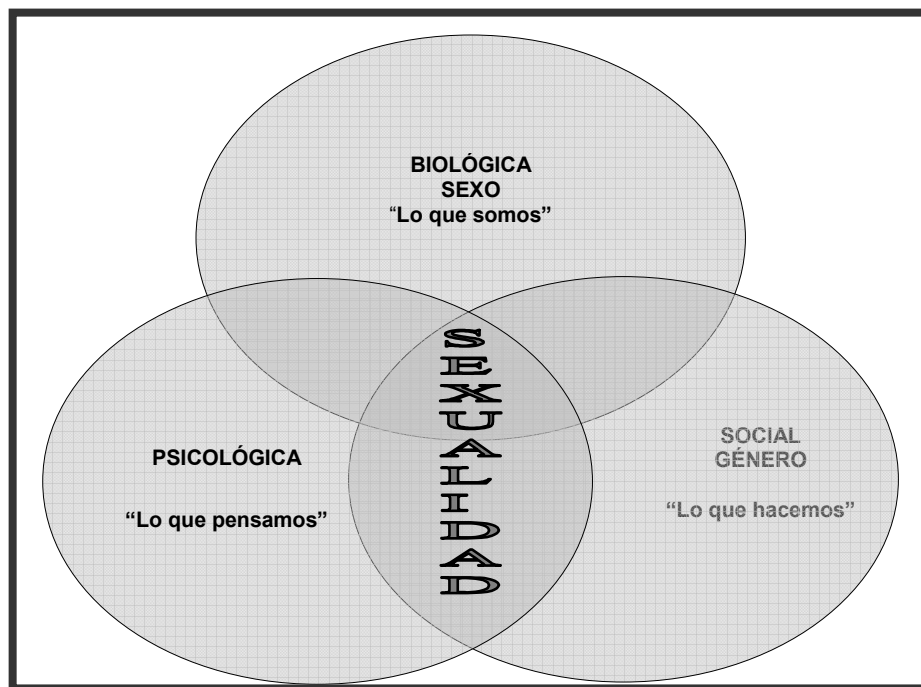 BIOLÓGICA
SEXO
“Lo que somos”
SEXUALIDAD
PSICOLÓGICA
“Lo que pensamos”
SOCIAL
GÉNERO
“Lo que hacemos”